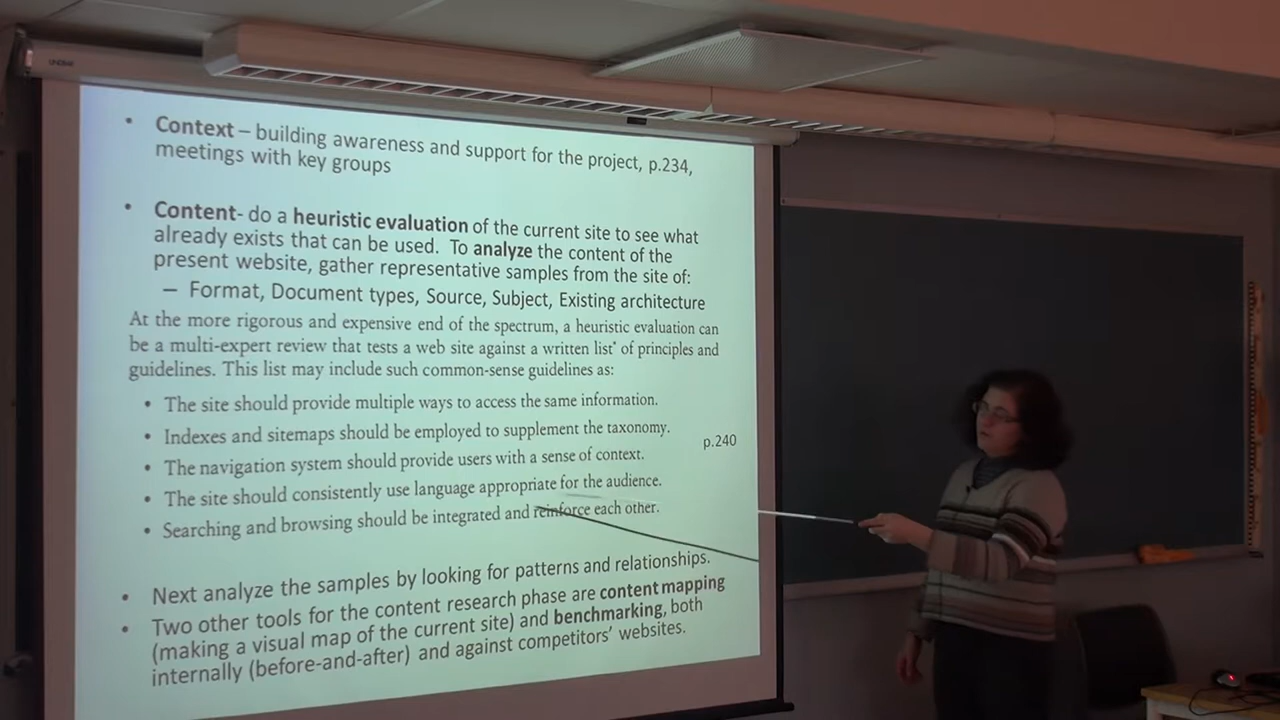 • Context – building awareness and support for the project, p.234,
meetings with key groups
• Content- do a heuristic evaluation of the current site to see what
already exists that can be used. To analyze the content of the
present website, gather representative samples from the site of:
– Format, Document types, Source, Subject, Existing architecture
At the more rigorous and expensive end of the spectrum, a heuristic evaluation can
be a multi-expert review that tests a web site against a written list* of principles and
guidelines. This list may include such common-sense guidelines as:
• The site should provide multiple ways to access the same information.
• Indexes and sitemaps should be employed to supplement the taxonomy.
p.240
• The navigation system should provide users with a sense of context.
• The site should consistently use language appropriate for the audience.
• Searching and browsing should be integrated and reinforce each other.
• Next analyze the samples by looking for patterns and relationships.
• Two other tools for the content research phase are content mapping
(making a visual map of the current site) and benchmarking, both
internally (before-and-after) and against competitors' websites.